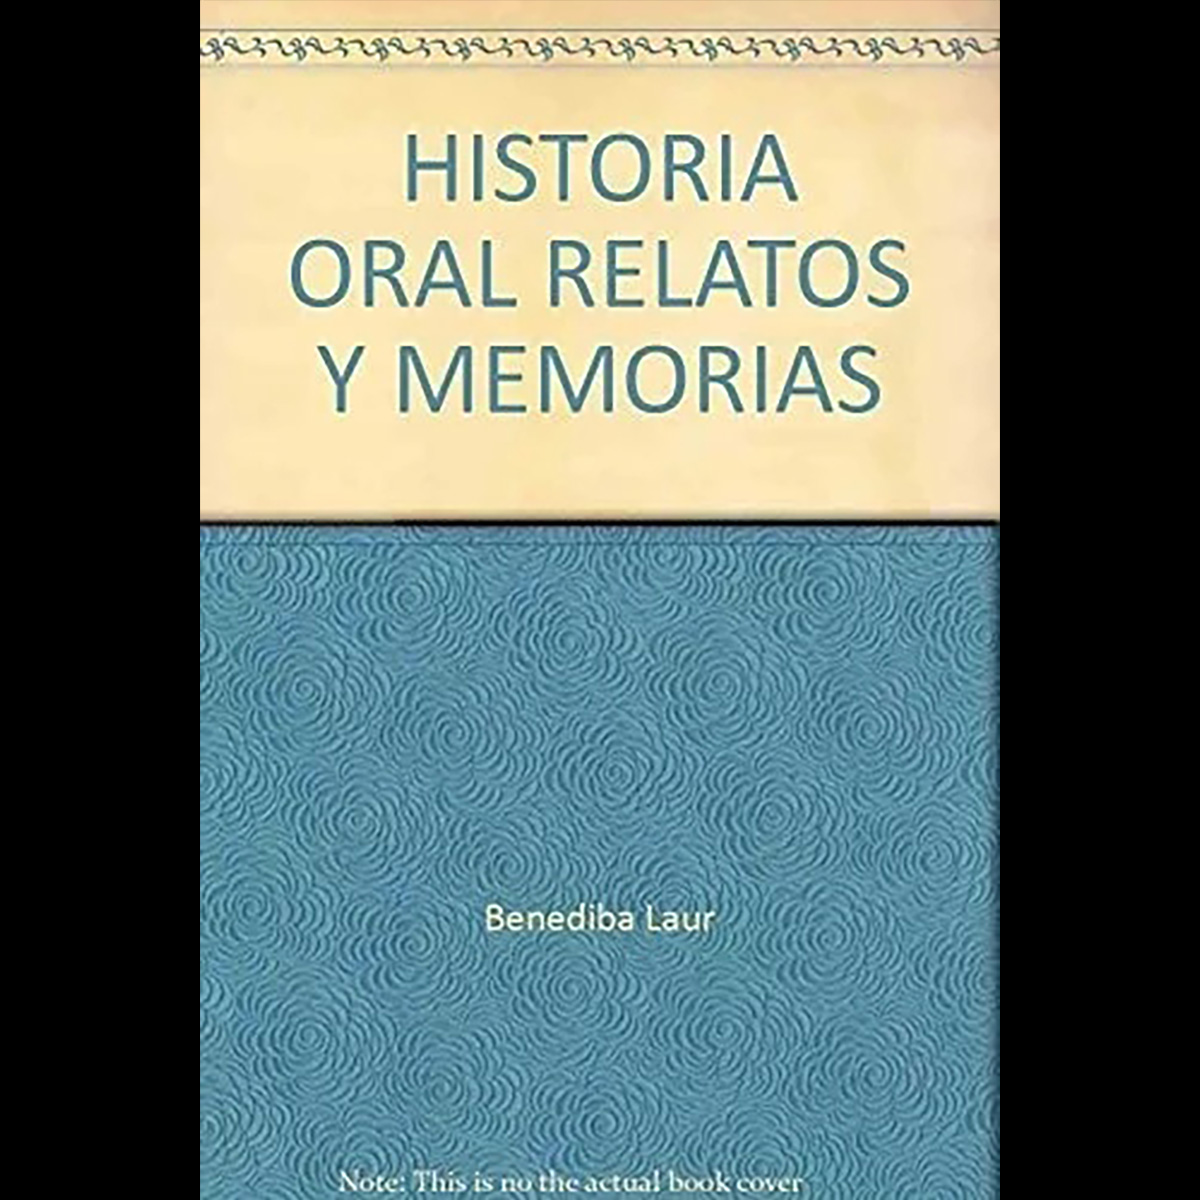 HISTORIA
ORAL RELATOS
Y MEMORIAS
Benediba Laur
Note: This is no the actual book cover